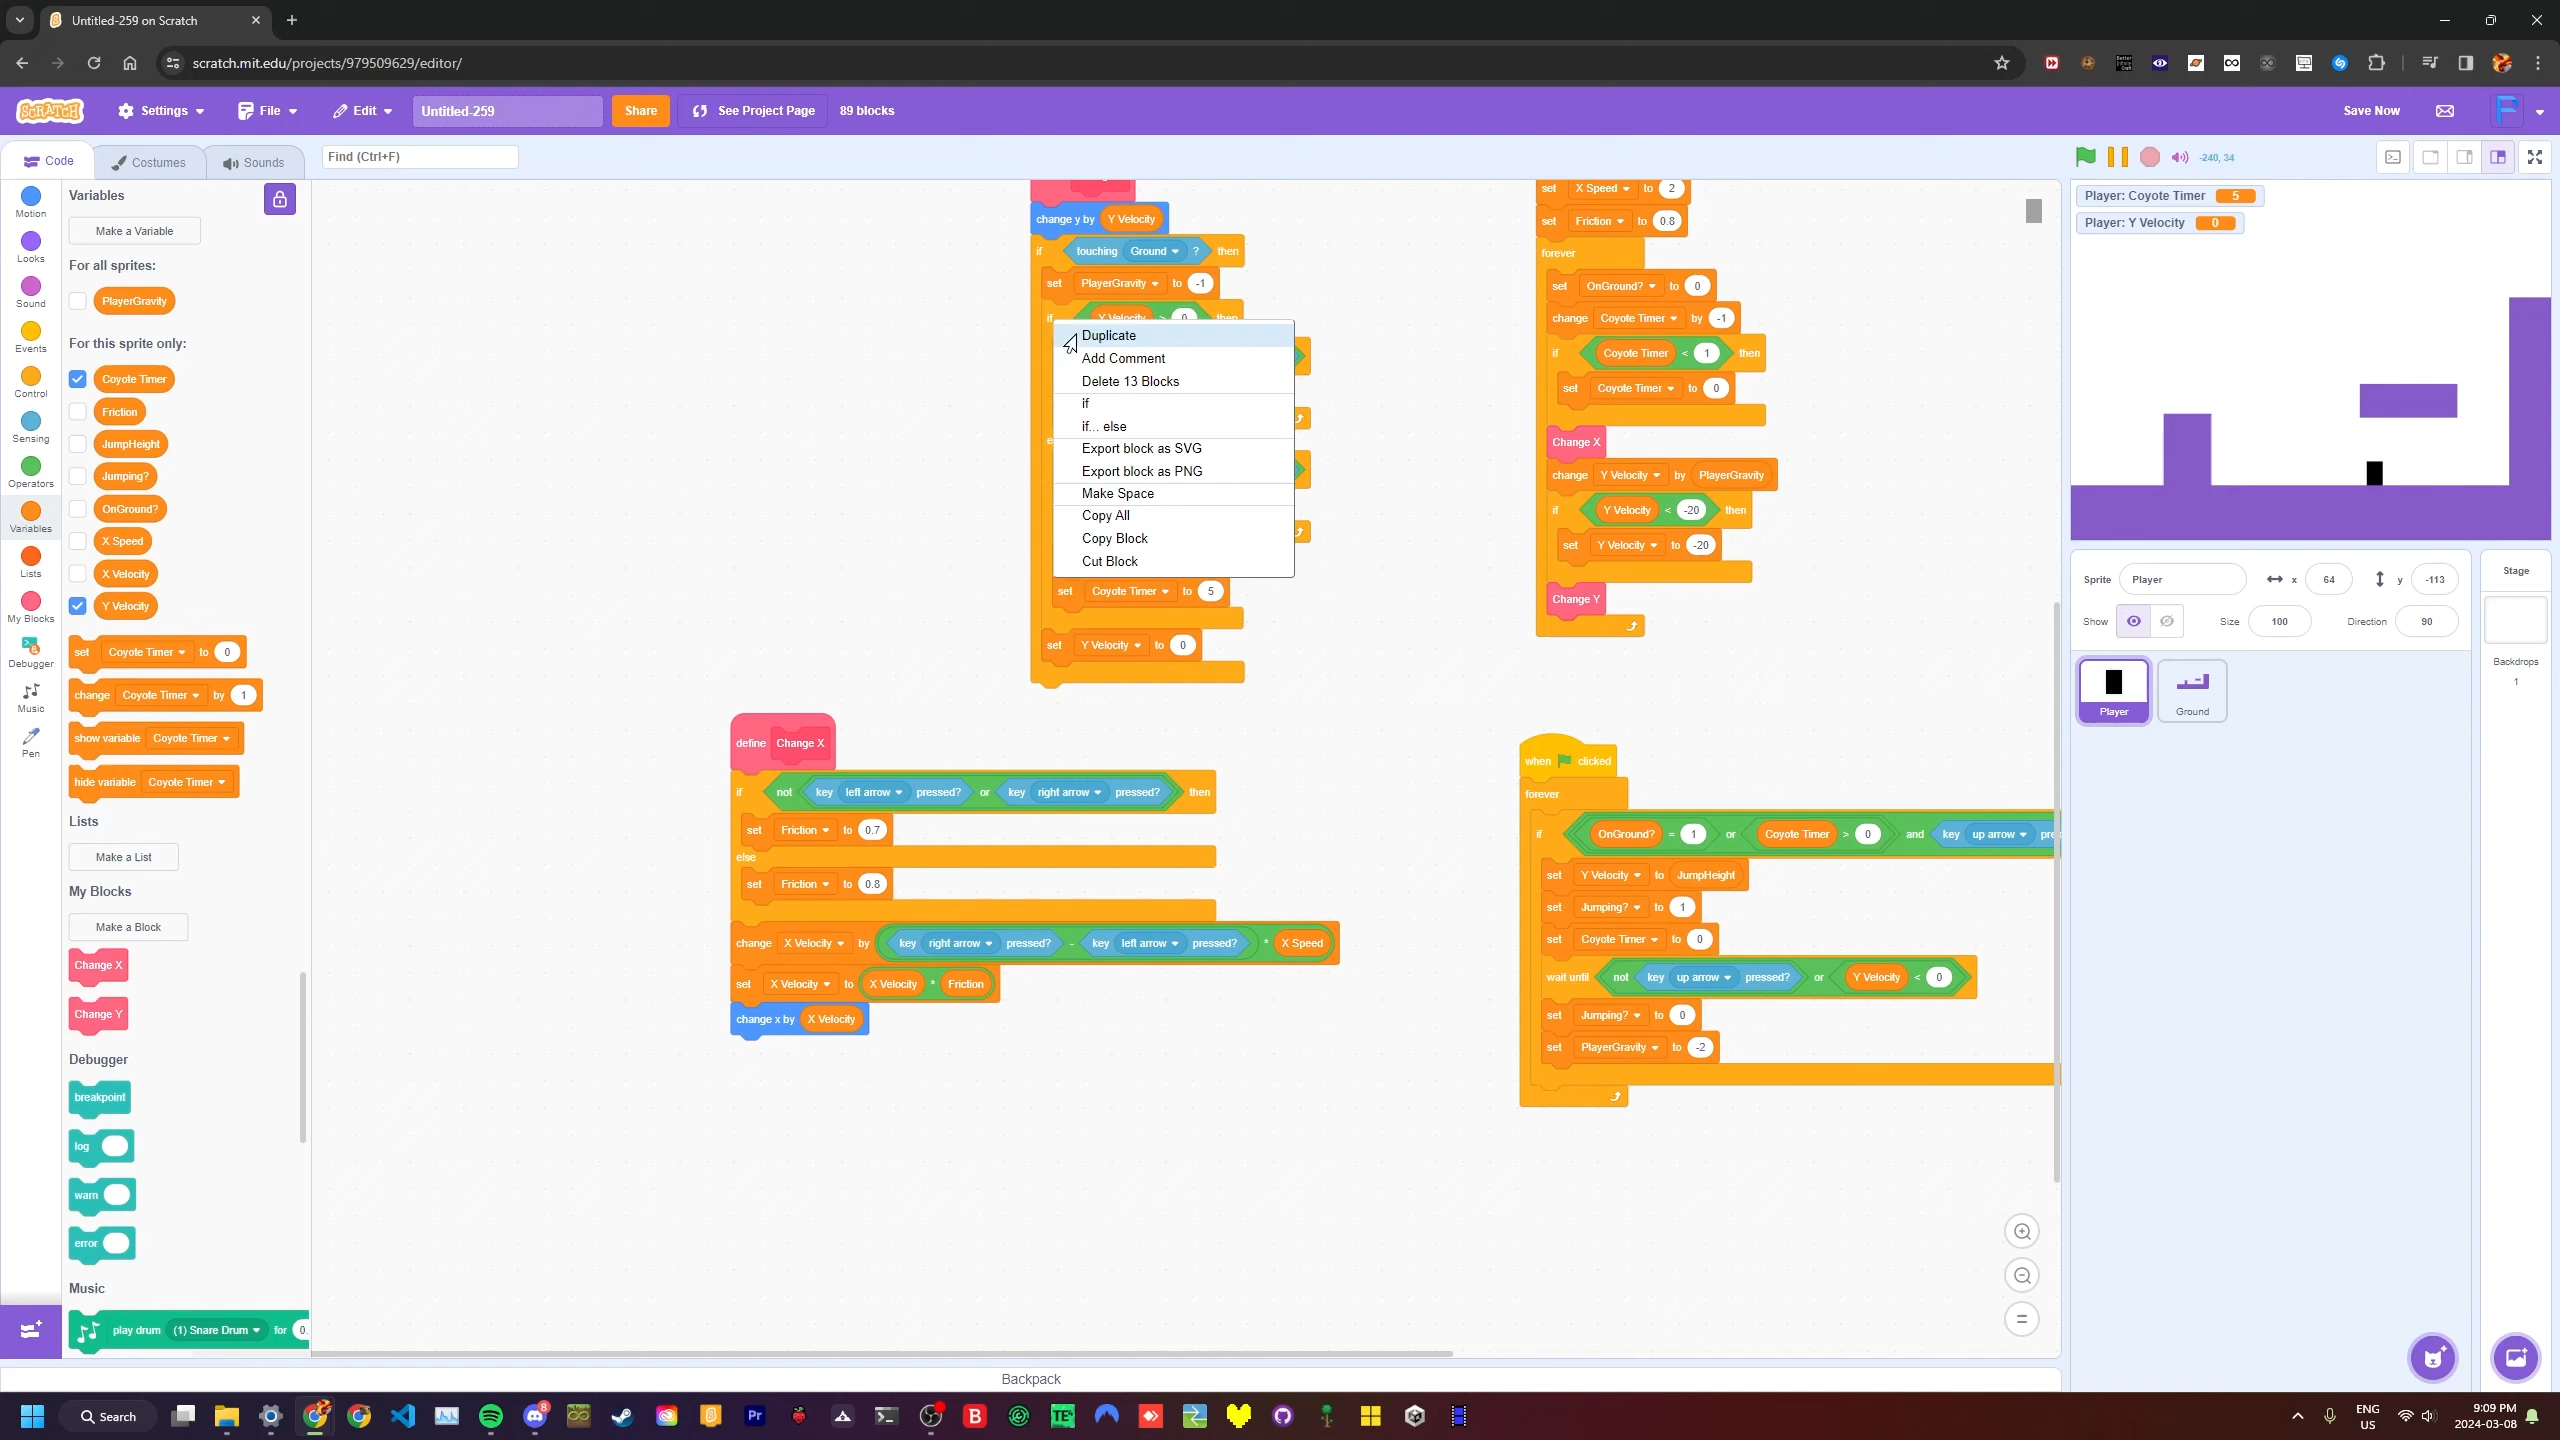 Untitled-259 on Scratch
scratch.mit.edu/projects/979509629/editor/
SCRATCH
Settings
File
Edit
Untitled-259
Share
See Project Page
89 blocks
Save Now
Code
Costumes
Sounds
Find (Ctrl+F)
-240, 34
Motion
Looks
Sound
Events
Control
Sensing
Operators
Variables
Lists
My Blocks
Debugger
Music
Pen
Variables
Make a Variable
For all sprites:
PlayerGravity
For this sprite only:
Coyote Timer
Friction
JumpHeight
Jumping?
OnGround?
X Speed
X Velocity
Y Velocity
set Coyote Timer to 0
change Coyote Timer by 1
show variable Coyote Timer
hide variable Coyote Timer
Lists
Make a List
My Blocks
Make a Block
Change X
Change Y
Debugger
breakpoint
log
warn
error
Music
play drum (1) Snare Drum for 0.
change y by Y Velocity
if touching Ground ? then
set PlayerGravity to -1
if Y Velocity > 0 then
Duplicate
Add Comment
Delete 13 Blocks
if
if... else
Export block as SVG
Export block as PNG
Make Space
Copy All
Copy Block
Cut Block
set Coyote Timer to 5
set Y Velocity to 0
define Change X
if not key left arrow pressed? or key right arrow pressed? then
set Friction to 0.7
else
set Friction to 0.8
change X Velocity by key right arrow pressed? - key left arrow pressed? * X Speed
set X Velocity to X Velocity * Friction
change x by X Velocity
set X Speed to 2
set Friction to 0.8
forever
set OnGround? to 0
change Coyote Timer by -1
if Coyote Timer < 1 then
set Coyote Timer to 0
Change X
change Y Velocity by PlayerGravity
if Y Velocity < -20 then
set Y Velocity to -20
Change Y
when clicked
forever
if OnGround? = 1 or Coyote Timer > 0 and key up arrow pre
set Y Velocity to JumpHeight
set Jumping? to 1
set Coyote Timer to 0
wait until not key up arrow pressed? or Y Velocity < 0
set Jumping? to 0
set PlayerGravity to -2
Player: Coyote Timer 5
Player: Y Velocity 0
Sprite Player x 64 y -113
Show Size 100 Direction 90
Player
Ground
Stage
Backdrops
1
Backpack
Search
8
Pr
TE
B
ENG
US
9:09 PM
2024-03-08